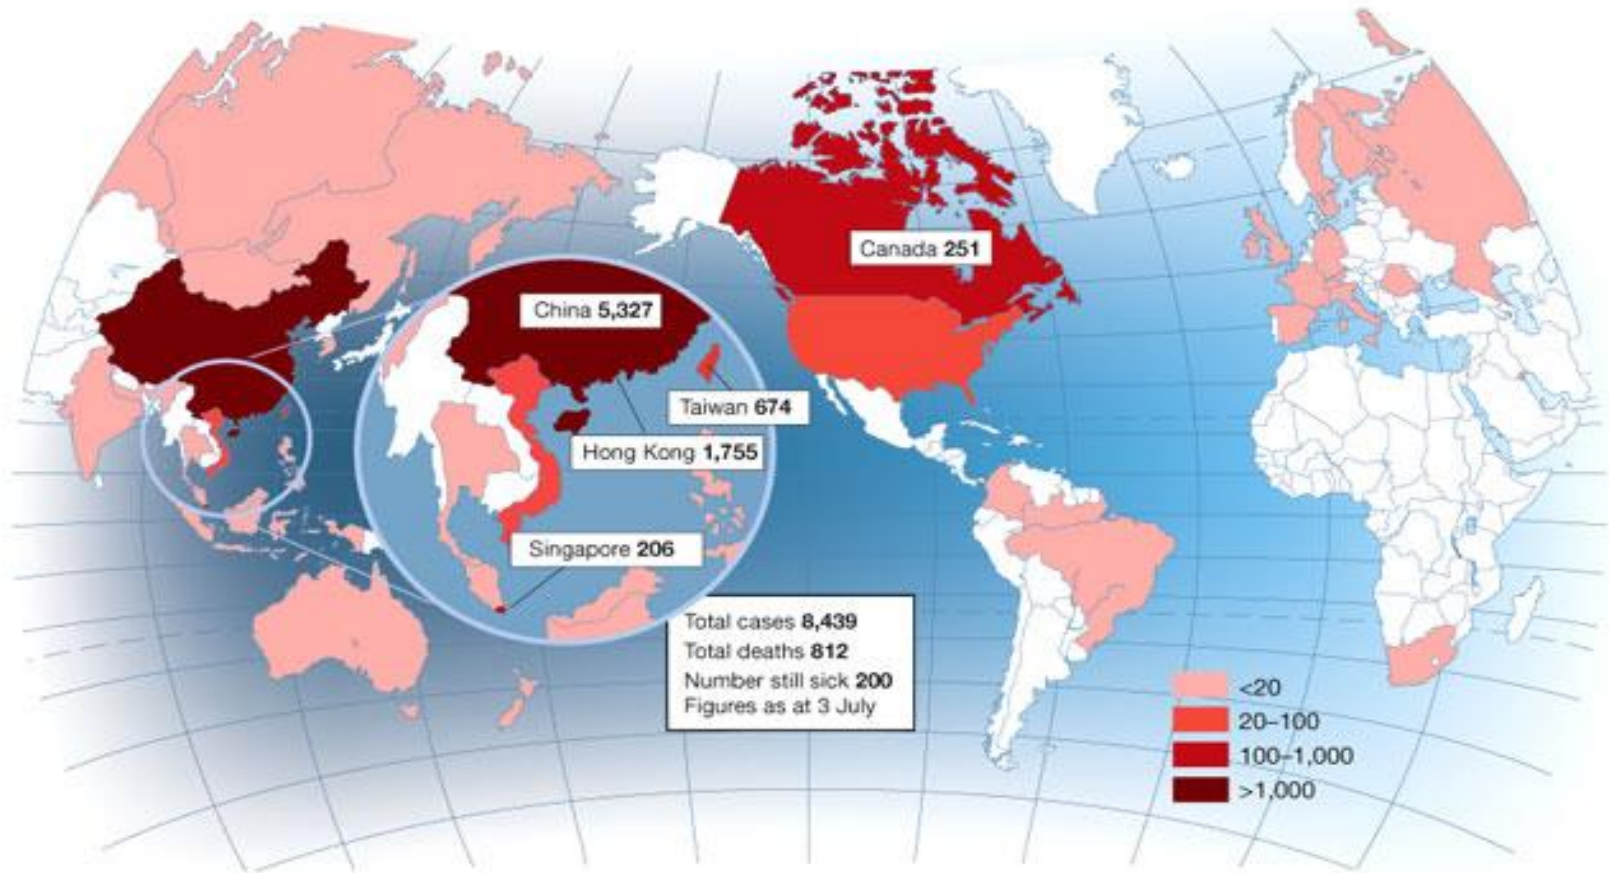 Canada 251
China 5,327
Taiwan 674
Hong Kong 1,755
Singapore 206
Total cases 8,439
Total deaths 812
Number still sick 200
Figures as at 3 July
<20
20–100
100–1,000
>1,000